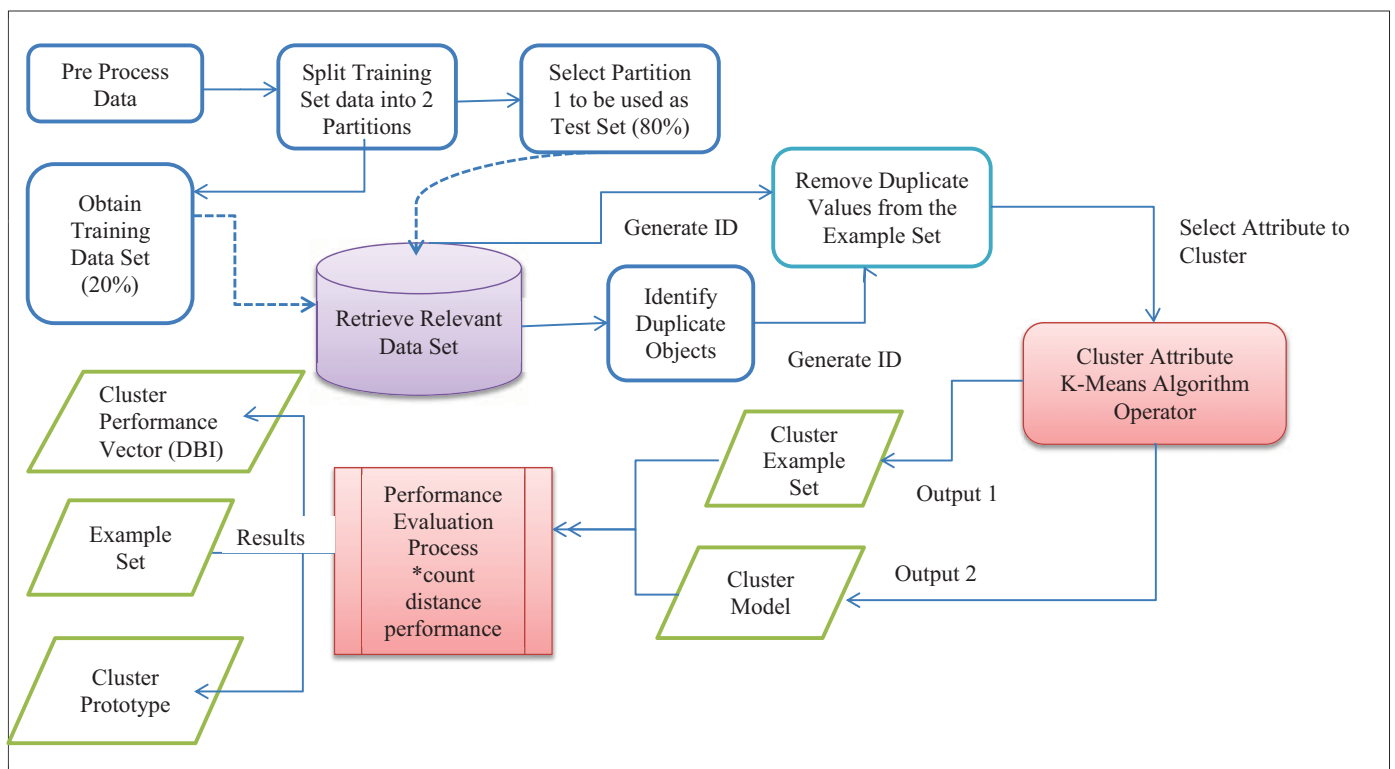 Pre Process
Data
Split Training
Set data into 2
Partitions
Select Partition
1 to be used as
Test Set (80%)
Obtain
Training
Data Set
(20%)
Retrieve Relevant
Data Set
Generate ID
Identify
Duplicate
Objects
Generate ID
Remove Duplicate
Values from the
Example Set
Select Attribute to
Cluster
Cluster Attribute
K-Means Algorithm
Operator
Output 1
Cluster
Example
Set
Output 2
Cluster
Model
Performance
Evaluation
Process
*count
distance
performance
Results
Cluster
Performance
Vector (DBI)
Example
Set
Cluster
Prototype